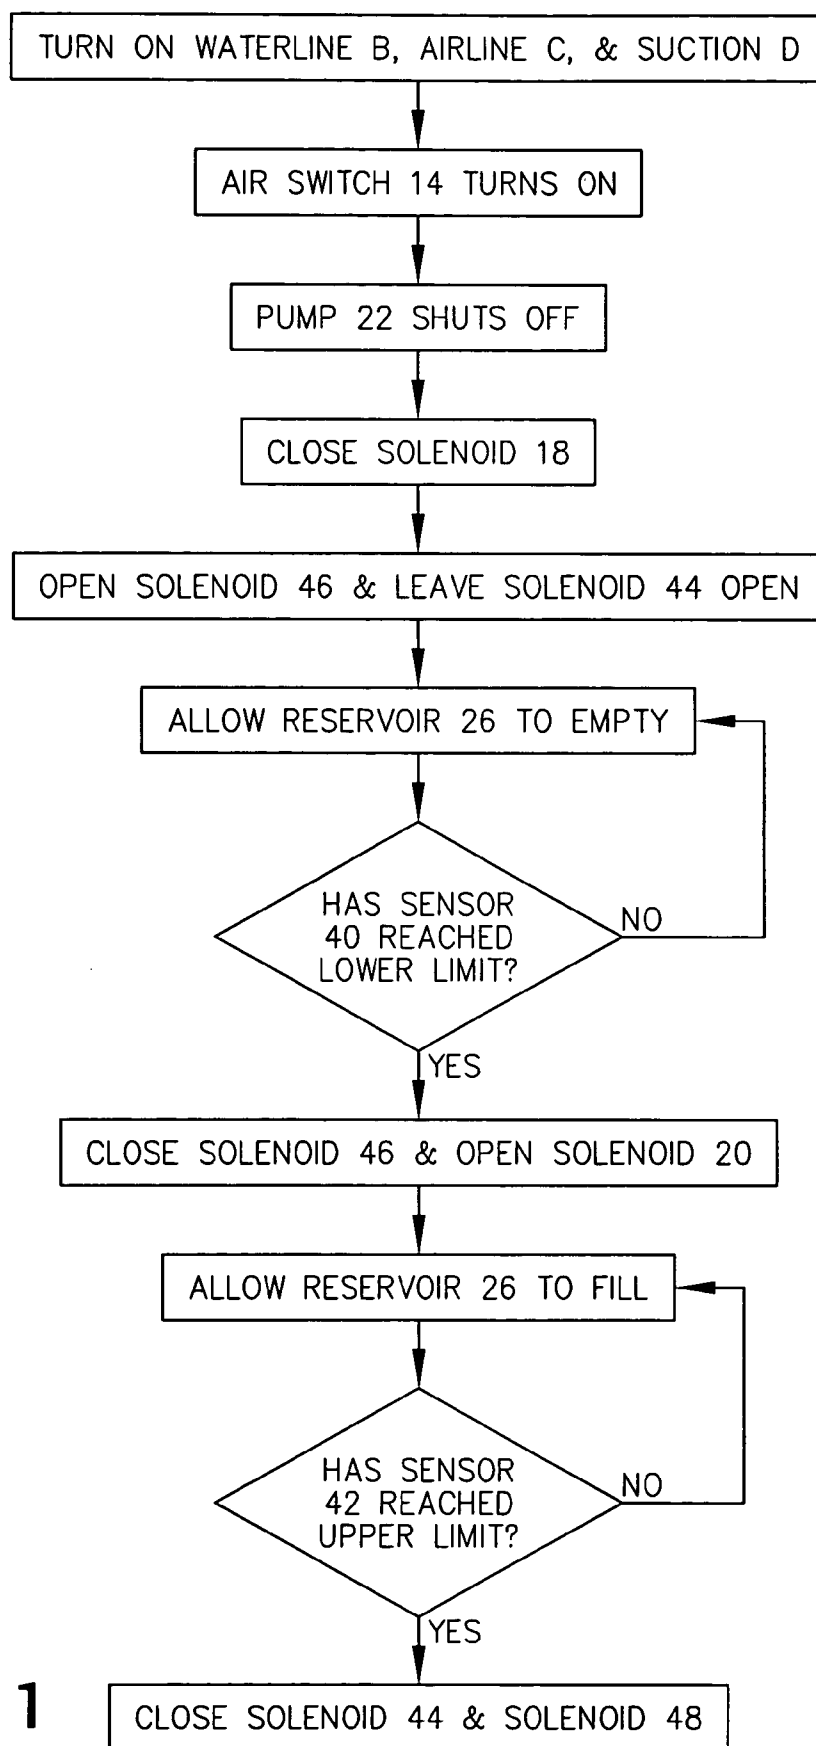 TURN ON WATERLINE B, AIRLINE C, & SUCTION D
AIR SWITCH 14 TURNS ON
PUMP 22 SHUTS OFF
CLOSE SOLENOID 18
OPEN SOLENOID 46 & LEAVE SOLENOID 44 OPEN
ALLOW RESERVOIR 26 TO EMPTY
HAS SENSOR
40 REACHED
LOWER LIMIT?
NO
YES
CLOSE SOLENOID 46 & OPEN SOLENOID 20
ALLOW RESERVOIR 26 TO FILL
HAS SENSOR
42 REACHED
UPPER LIMIT?
NO
YES
1
CLOSE SOLENOID 44 & SOLENOID 48